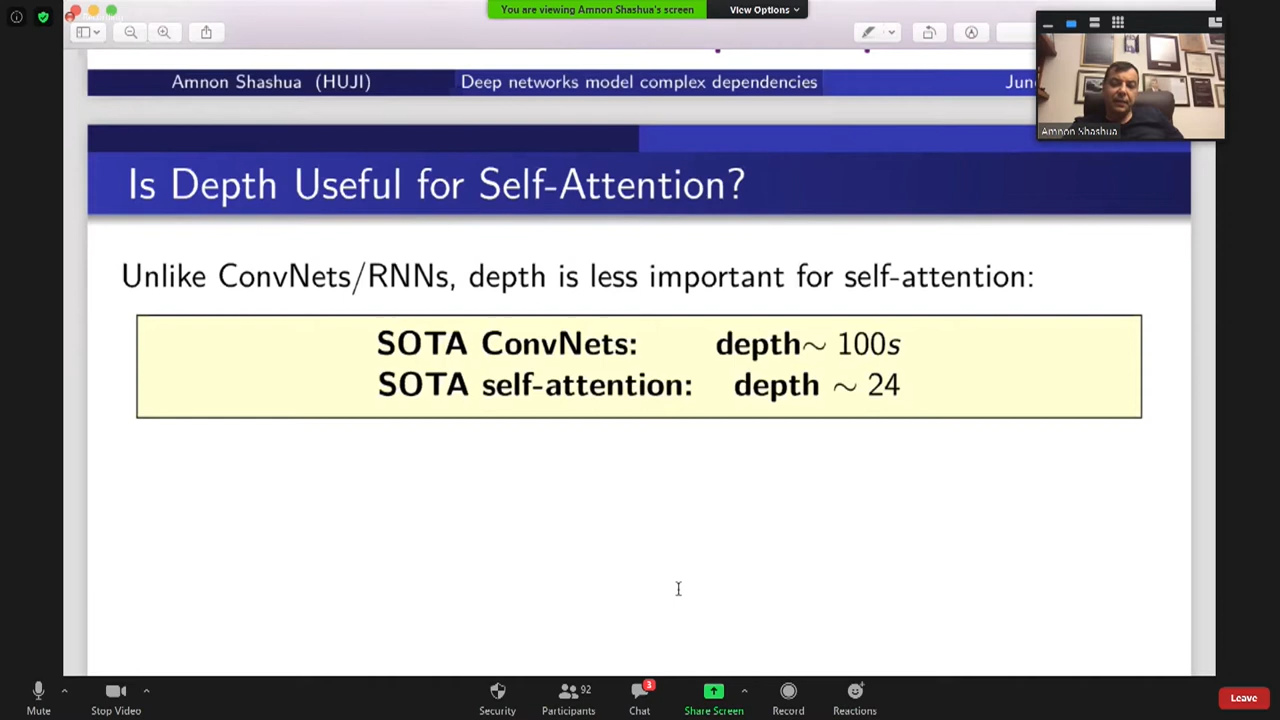 You are viewing Amnon Shashua's screen
View Options
Amnon Shashua (HUJI)
Deep networks model complex dependencies
June
Amnon Shashua
Is Depth Useful for Self-Attention?
Unlike ConvNets/RNNs, depth is less important for self-attention:
SOTA ConvNets: depth∼ 100s
SOTA self-attention: depth ∼ 24
Mute
Stop Video
Security
Participants
92
Chat
3
Share Screen
Record
Reactions
Leave